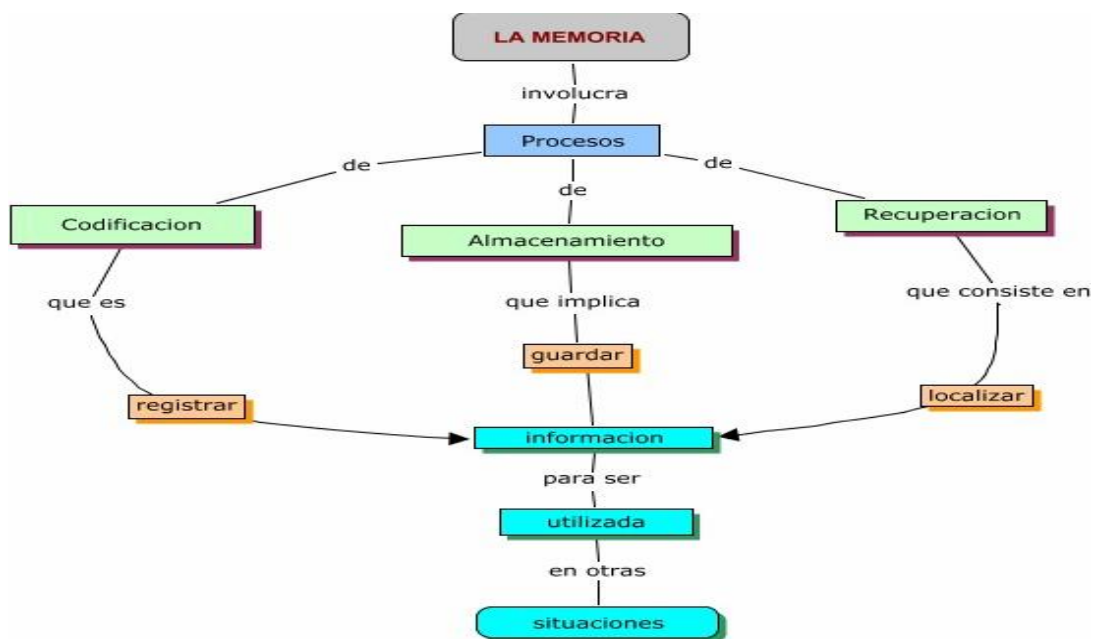 LA MEMORIA
involucra
Procesos
de
de
de
Codificacion
Almacenamiento
Recuperacion
que es
que implica
que consiste en
registrar
guardar
localizar
informacion
para ser
utilizada
en otras
situaciones